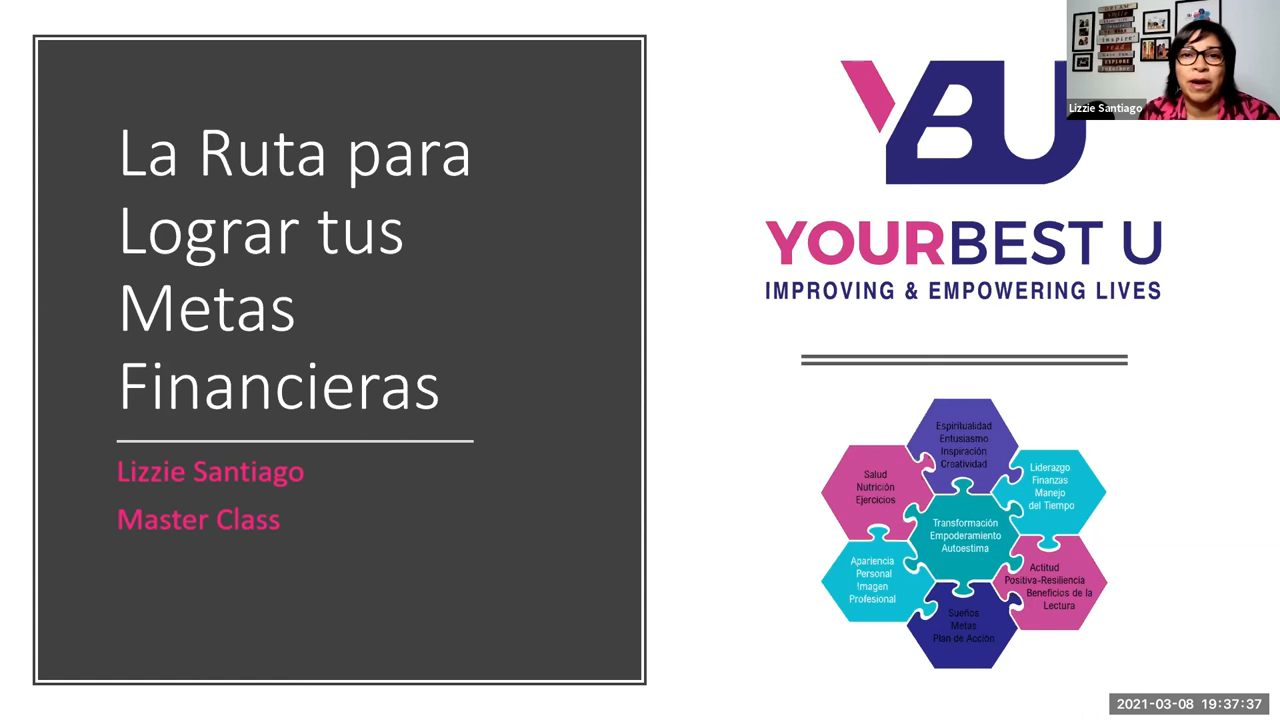 La Ruta para
Lograr tus
Metas
Financieras
Lizzie Santiago
Master Class
YBU
YOURBEST U
IMPROVING & EMPOWERING LIVES
Espiritualidad
Entusiasmo
Inspiración
Creatividad
Salud
Nutrición
Ejercicios
Liderazgo
Finanzas
Manejo
del Tiempo
Transformación
Empoderamiento
Autoestima
Apariencia
Personal
Imagen
Profesional
Actitud
Positiva-Resiliencia
Beneficios de la
Lectura
Sueños
Metas
Plan de Acción
Lizzie Santiago
inspire
EXPLORE
2021-03-08 19:37:37